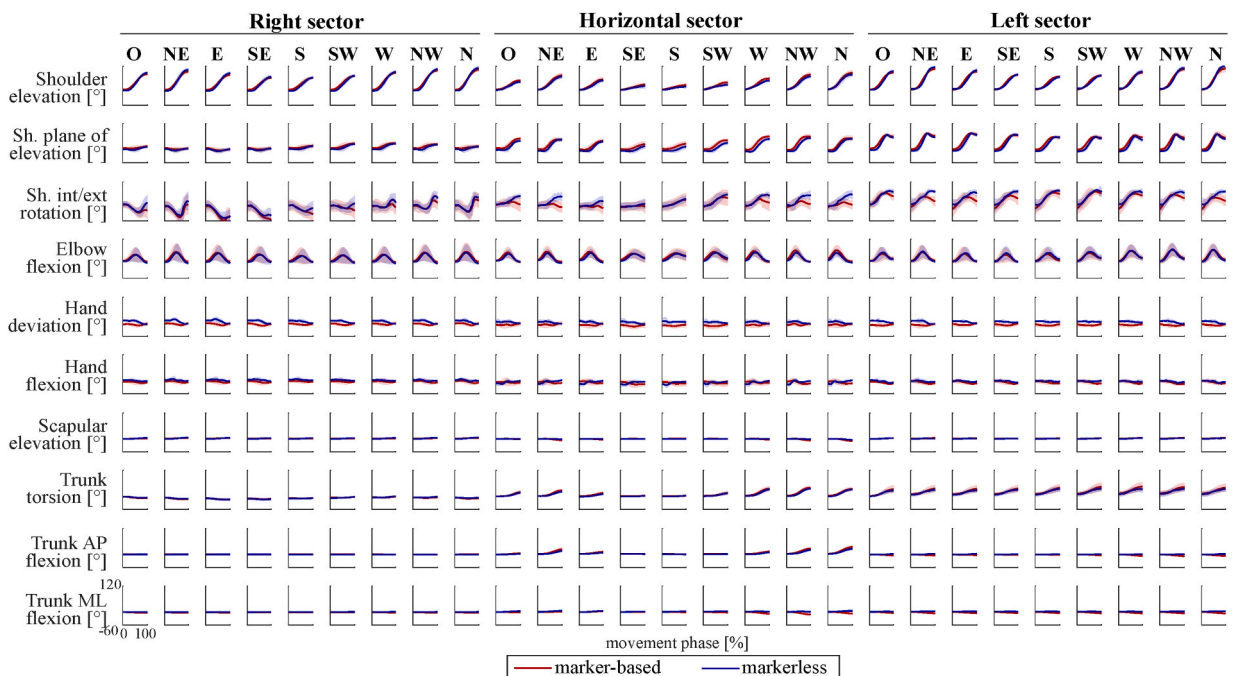 Right sector Horizontal sector Left sector
O NE E SE S SW W NW N O NE E SE S SW W NW N O NE E SE S SW W NW N
Shoulder
elevation [°]
Sh. plane of
elevation [°]
Sh. int/ext
rotation [°]
Elbow
flexion [°]
Hand
deviation [°]
Hand
flexion [°]
Scapular
elevation [°]
Trunk
torsion [°]
Trunk AP
flexion [°]
120
Trunk ML
flexion [°]
-60
0 100
movement phase [%]
marker-based markerless